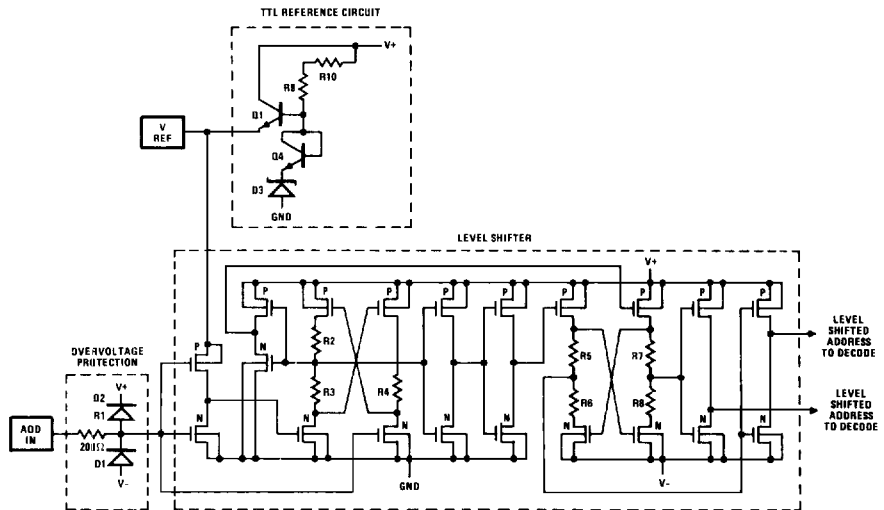 TTL REFERENCE CIRCUIT
V+
R10
R9
Q1
V
REF
Q4
D3
GND
LEVEL SHIFTER
V+
P
P
P
P
P
P
P
P
P
LEVEL
SHIFTED
ADDRESS
TO DECODE
OVERVOLTAGE
PROTECTION
P
N
R2
R5
R7
V+
D2
R1
R3
R4
R6
R8
LEVEL
SHIFTED
ADDRESS
TO DECODE
ADD
IN
N
N
N
N
N
N
N
N
N
D1
V-
GND
V-